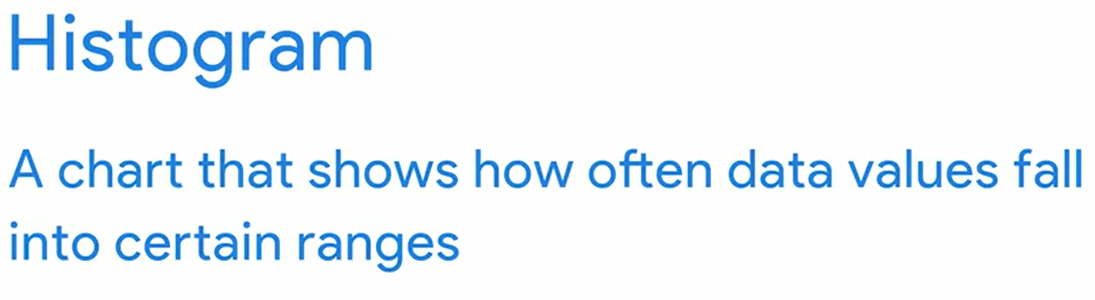 Histogram
A chart that shows how often data values fall
into certain ranges